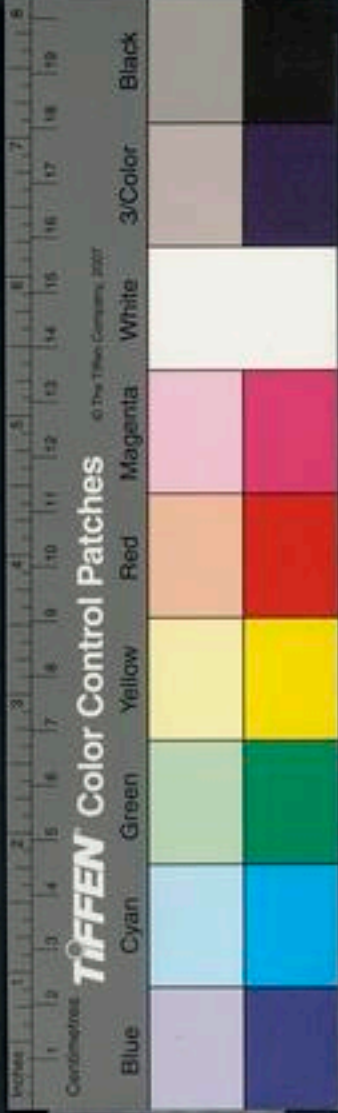 Inches 1 2 3 4 5 6 7 8
Centimetres 1 2 3 4 5 6 7 8 9 10 11 12 13 14 15 16 17 18 19
TIFFEN Color Control Patches © The Tiffen Company, 2007
Blue Cyan Green Yellow Red Magenta White 3/Color Black